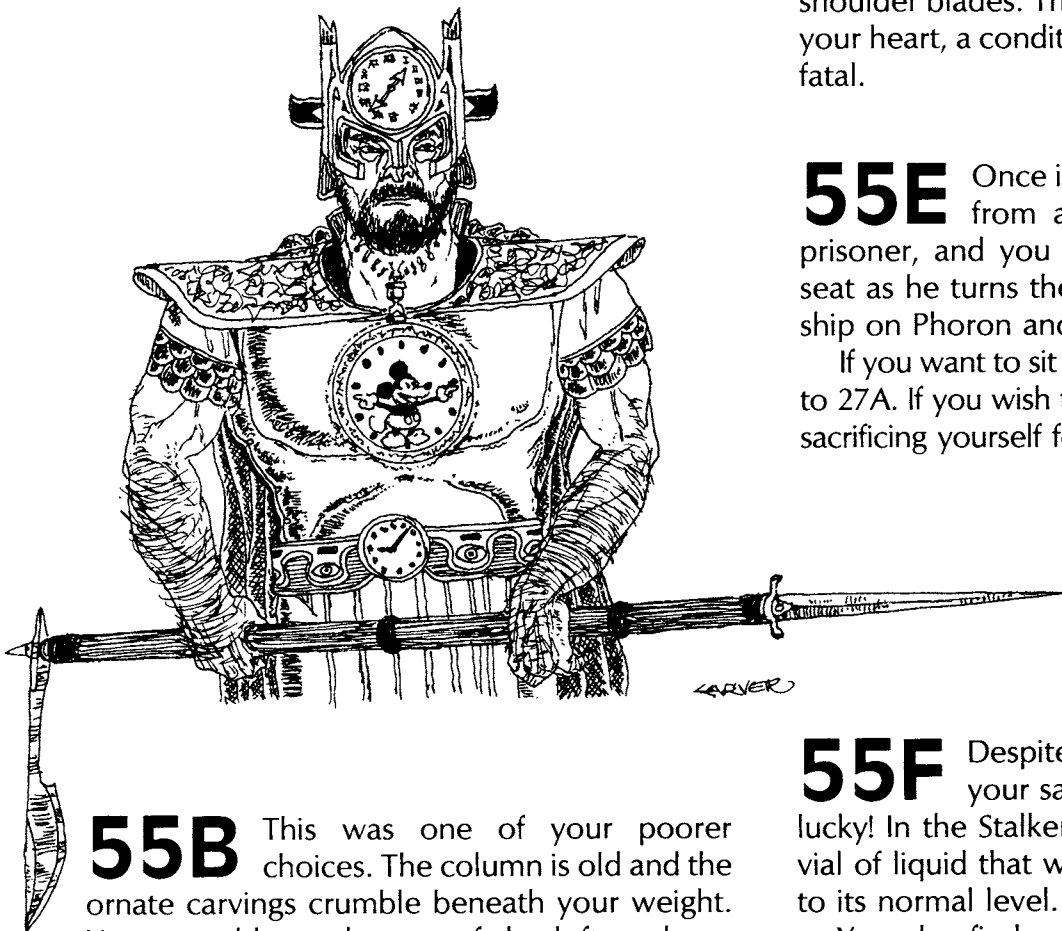 CARVER
55B This was one of your poorer
choices. The column is old and the
ornate carvings crumble beneath your weight.
shoulder blades. Th
your heart, a condit
fatal.
55E Once i
from a
prisoner, and you
seat as he turns the
ship on Phoron and
If you want to sit
to 27A. If you wish t
sacrificing yourself f
55F Despite
your sa
lucky! In the Stalker
vial of liquid that w
to its normal level.